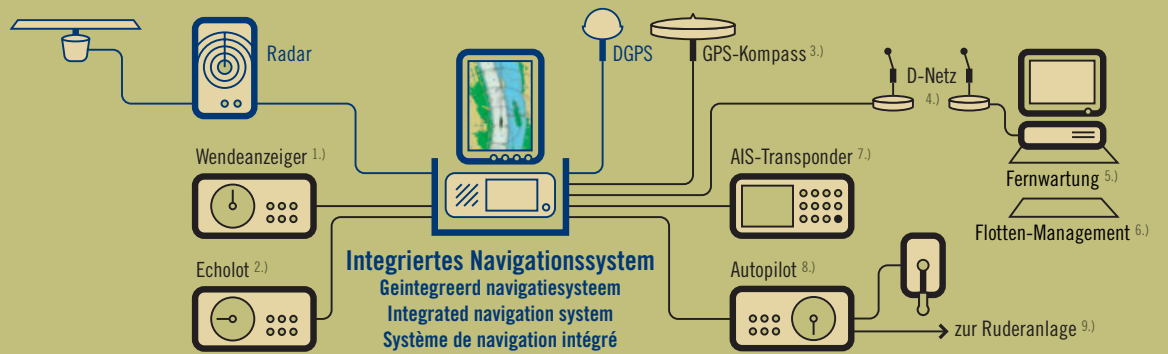 Radar
DGPS
GPS-Kompass 3.)
D-Netz
4.)
Wendeanzeiger 1.)
AIS-Transponder 7.)
Fernwartung 5.)
Flotten-Management 6.)
Echolot 2.)
Integriertes Navigationssystem
Geintegreerd navigatiesysteem
Integrated navigation system
Système de navigation intégré
Autopilot 8.)
zur Ruderanlage 9.)